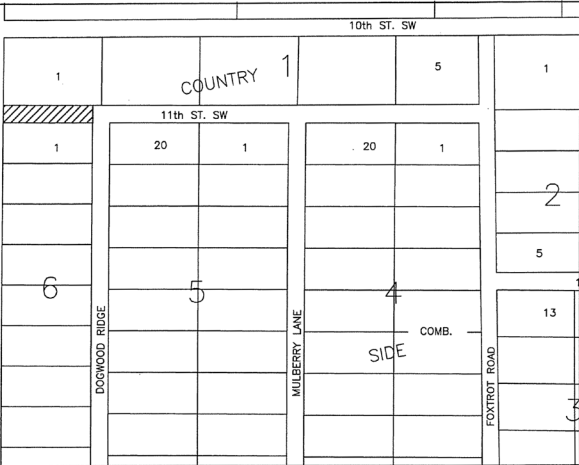 10th ST. SW
1
COUNTRY
1
5
1
11th ST. SW
1
20
1
20
1
2
5
6
5
4
1
13
COMB.
SIDE
DOGWOOD RIDGE
MULBERRY LANE
FOXTROT ROAD
3